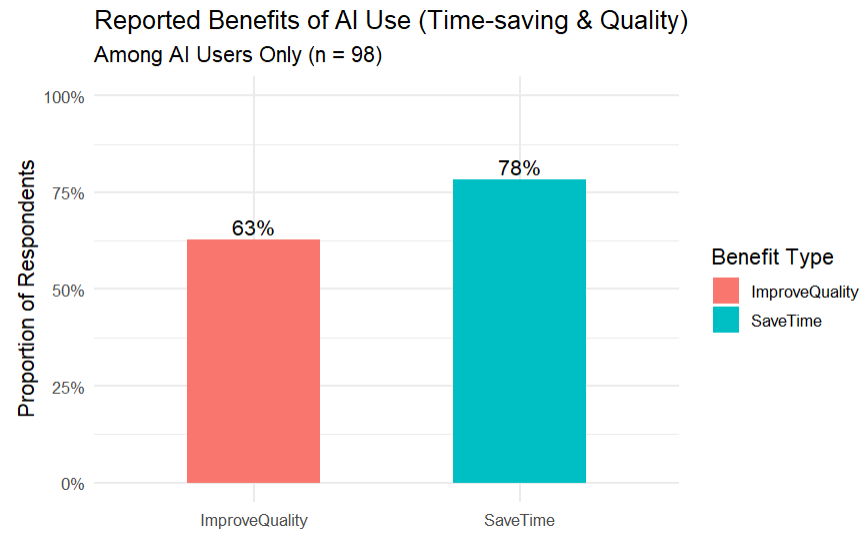 Reported Benefits of AI Use (Time-saving & Quality)
Among AI Users Only (n = 98)
Proportion of Respondents
100%
75%
50%
25%
0%
63%
78%
ImproveQuality
SaveTime
Benefit Type
ImproveQuality
SaveTime